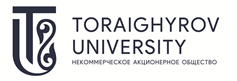 TORAIGHYROV
UNIVERSITY
НЕКОММЕРЧЕСКОЕ АКЦИОНЕРНОЕ ОБЩЕСТВО